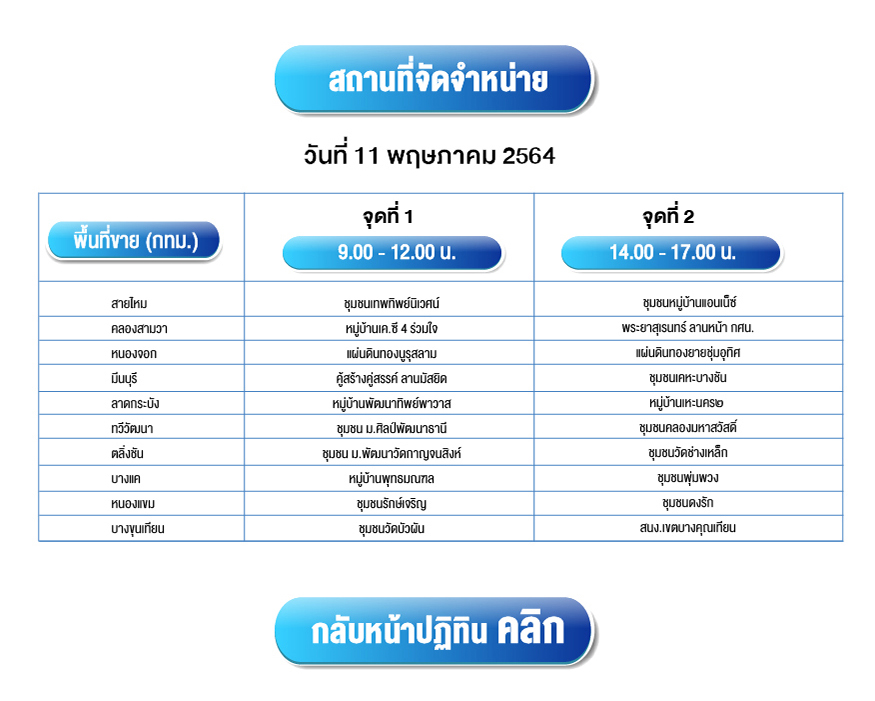 สถานที่จัดจำหน่าย
วันที่ 11 พฤษภาคม 2564
พื้นที่ขาย (กทม.) จุดที่ 1 จุดที่ 2
9.00 - 12.00 น. 14.00 - 17.00 น.
สายไหม ชุมชนเทพทิพย์นิเวศน์ ชุมชนหมู่บ้านแอนเน็ซ์
คลองสามวา หมู่บ้านเค.ซี 4 ร่วมใจ พระยาสุเรนทร์ ลานหน้า กศน.
หนองจอก แผ่นดินทองนูรุสลาม แผ่นดินทองยายชุ่มอุทิศ
มีนบุรี คู้สร้างคู่สรรค์ ลานมัสยิด ชุมชนเคหะบางชัน
ลาดกระบัง หมู่บ้านพัฒนาทิพย์พาวาส หมู่บ้านเหะนคร๒
ทวีวัฒนา ชุมชน ม.ศิลป์พัฒนาธานี ชุมชนคลองมหาสวัสดิ์
ตลิ่งชัน ชุมชน ม.พัฒนาวัดกาญจนสิงห์ ชุมชนวัดช่างเหล็ก
บางแค หมู่บ้านพุทธมณฑล ชุมชนพุ่มพวง
หนองแขม ชุมชนรักษ์เจริญ ชุมชนดงรัก
บางขุนเทียน ชุมชนวัดบัวผัน สนง.เขตบางคุณเทียน
กลับหน้าปฏิทิน คลิก